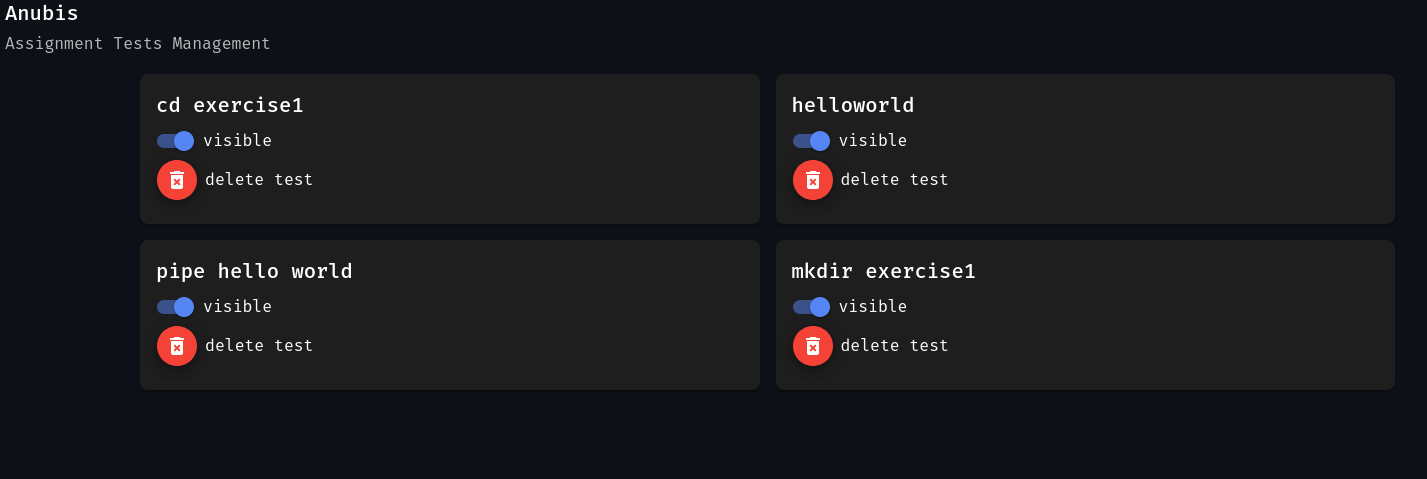 Anubis
Assignment Tests Management
cd exercise1
visible
delete test
helloworld
visible
delete test
pipe hello world
visible
delete test
mkdir exercise1
visible
delete test